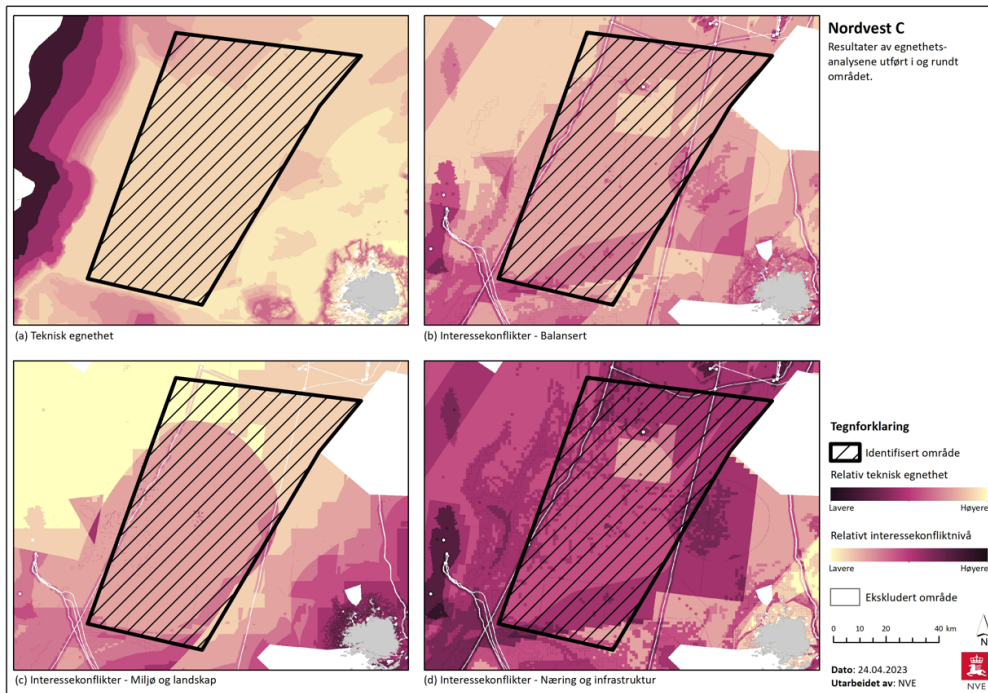 Nordvest C
Resultater av egnethets-
analysene utført i og rundt
området.
(a) Teknisk egnethet
(b) Interessekonflikter - Balansert
(c) Interessekonflikter - Miljø og landskap
(d) Interessekonflikter - Næring og infrastruktur
Tegnforklaring
Identifisert område
Relativ teknisk egnethet
Lavere Høyere
Relativt interessekonfliktnivå
Lavere Høyere
Ekskludert område
0 10 20 40 km
N
Dato: 24.04.2023
Utarbeidet av: NVE
NVE